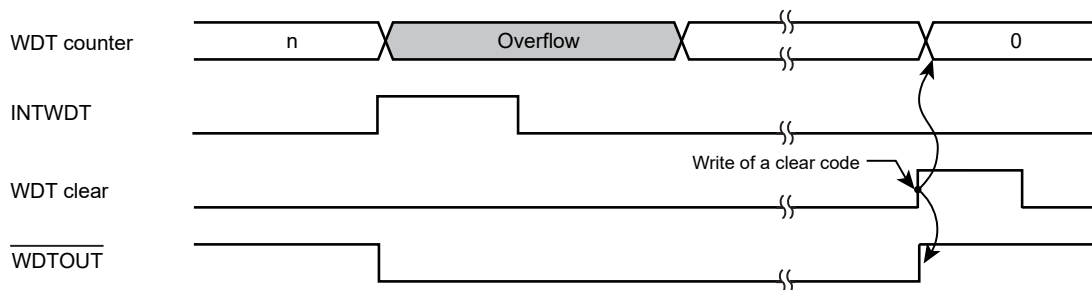 WDT counter n Overflow 0
INTWDT
Write of a clear code
WDT clear
WDTOUT